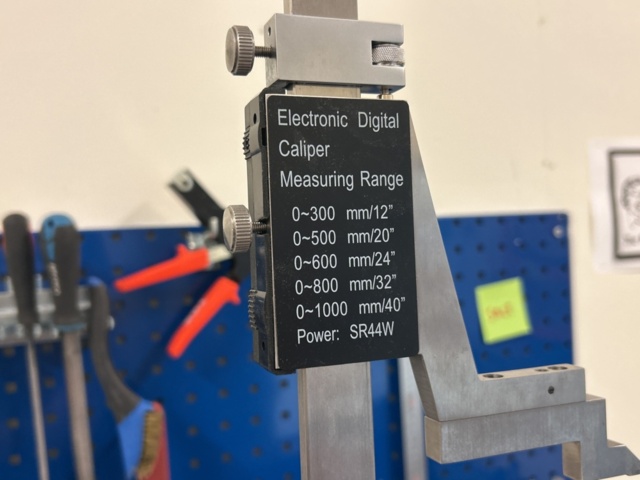 Electronic Digital
Caliper
Measuring Range
0~300 mm/12"
0~500 mm/20"
0~600 mm/24"
0~800 mm/32"
0~1000 mm/40"
Power: SR44W